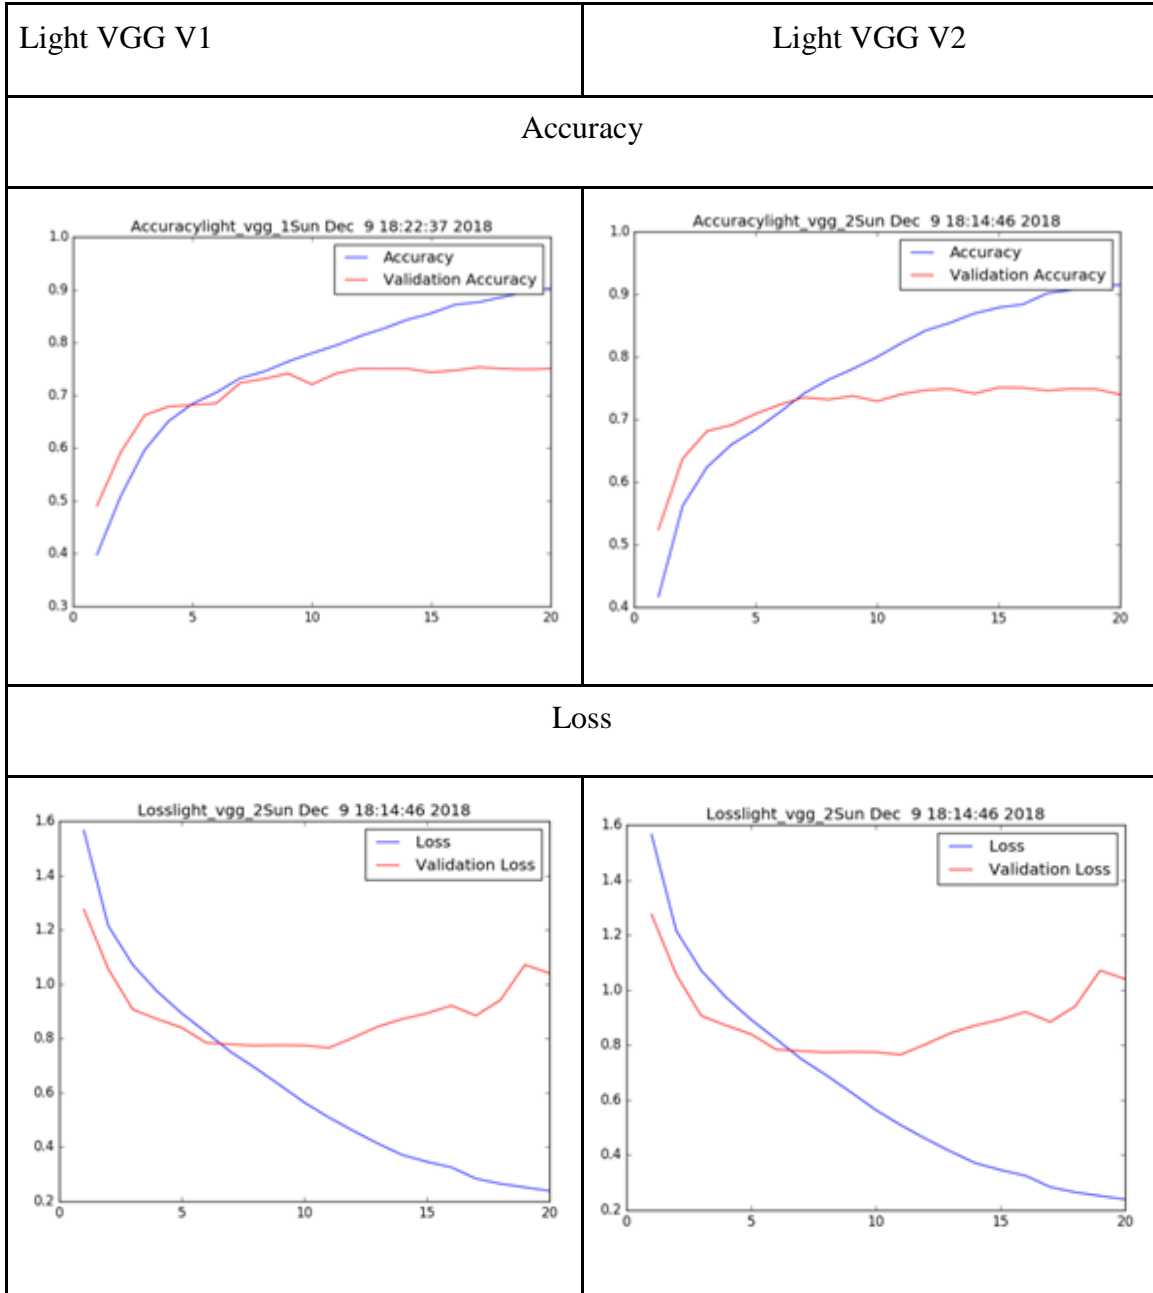 Light VGG V1
Light VGG V2
Accuracy
Accuracylight_vgg_1Sun Dec  9 18:22:37 2018
Accuracy
Validation Accuracy
1.0
0.9
0.8
0.7
0.6
0.5
0.4
0.3
0 5 10 15 20
Accuracylight_vgg_2Sun Dec  9 18:14:46 2018
Accuracy
Validation Accuracy
1.0
0.9
0.8
0.7
0.6
0.5
0.4
0 5 10 15 20
Loss
Losslight_vgg_2Sun Dec  9 18:14:46 2018
Loss
Validation Loss
1.6
1.4
1.2
1.0
0.8
0.6
0.4
0.2
0 5 10 15 20
Losslight_vgg_2Sun Dec  9 18:14:46 2018
Loss
Validation Loss
1.6
1.4
1.2
1.0
0.8
0.6
0.4
0.2
0 5 10 15 20